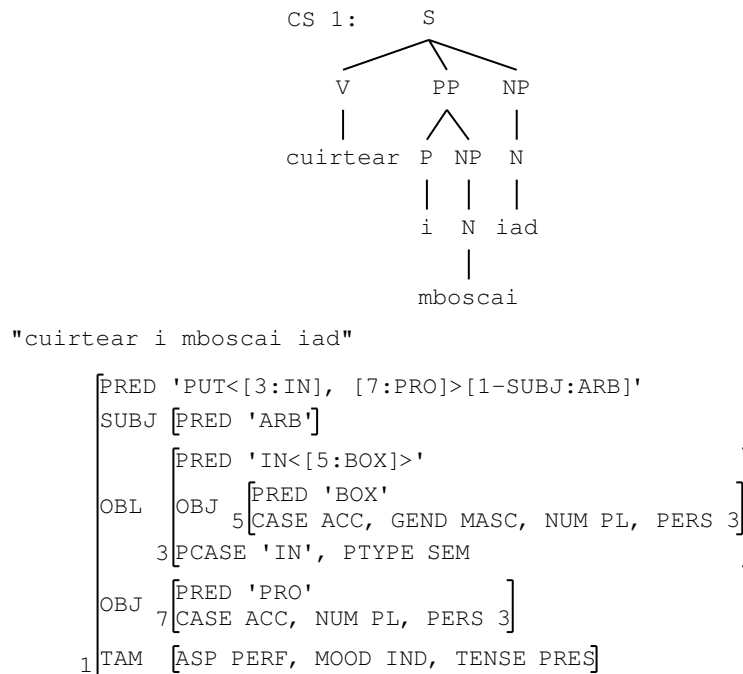 CS 1: S
V PP NP
cuirtear P NP N
i N iad
mboscai
"cuirtear i mboscai iad"
PRED 'PUT<[3:IN], [7:PRO]>[1-SUBJ:ARB]'
SUBJ [PRED 'ARB']
PRED 'IN<[5:BOX]>'
OBL OBJ PRED 'BOX'
5 CASE ACC, GEND MASC, NUM PL, PERS 3
3 PCASE 'IN', PTYPE SEM
OBJ PRED 'PRO'
7 CASE ACC, NUM PL, PERS 3
1 TAM [ASP PERF, MOOD IND, TENSE PRES]